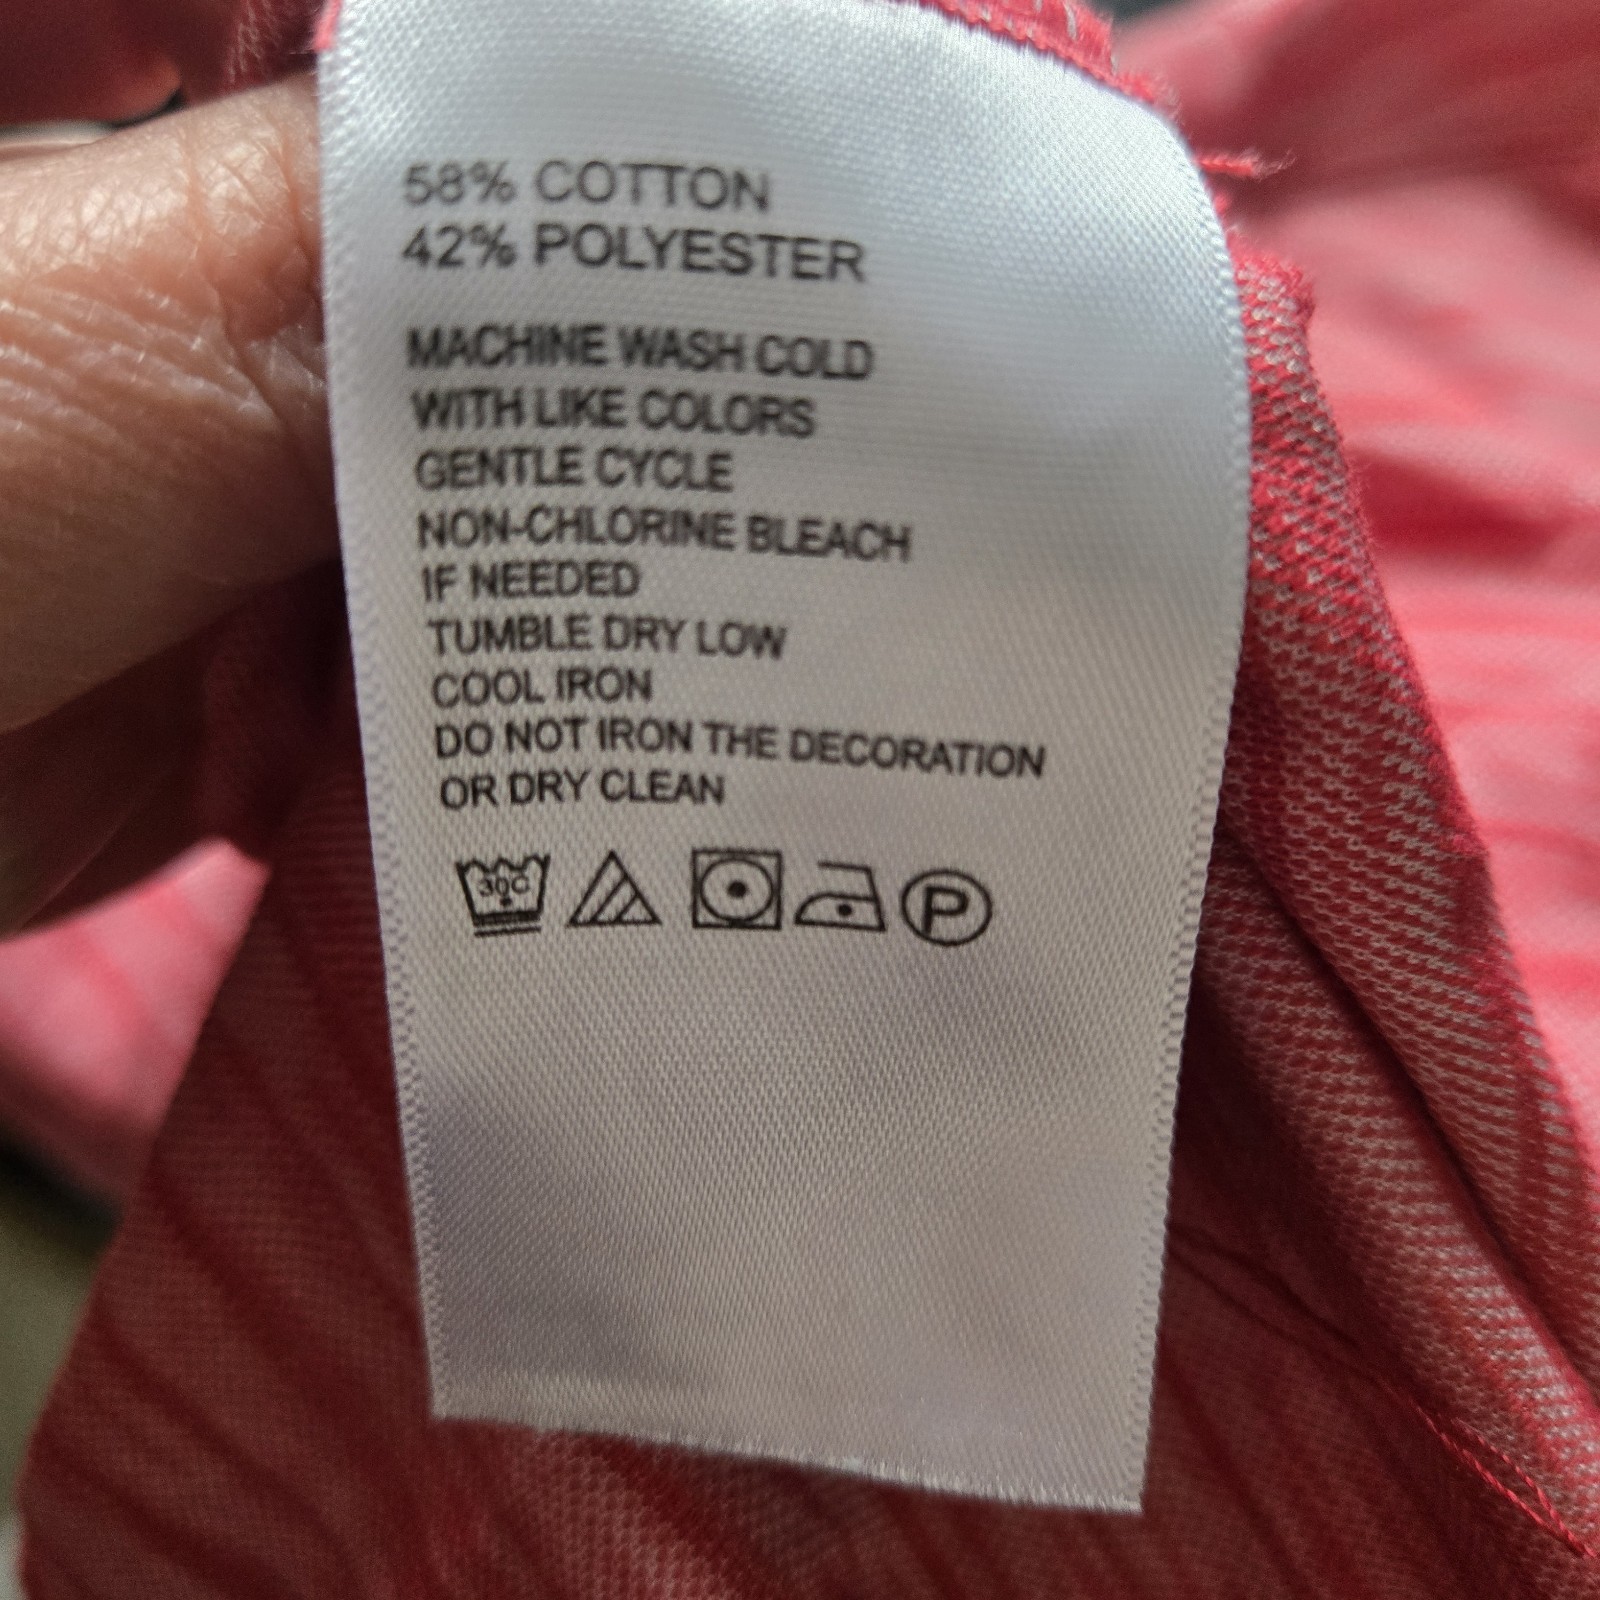 58% COTTON
42% POLYESTER
MACHINE WASH COLD
WITH LIKE COLORS
GENTLE CYCLE
NON-CHLORINE BLEACH
IF NEEDED
TUMBLE DRY LOW
COOL IRON
DO NOT IRON THE DECORATION
OR DRY CLEAN
30C P